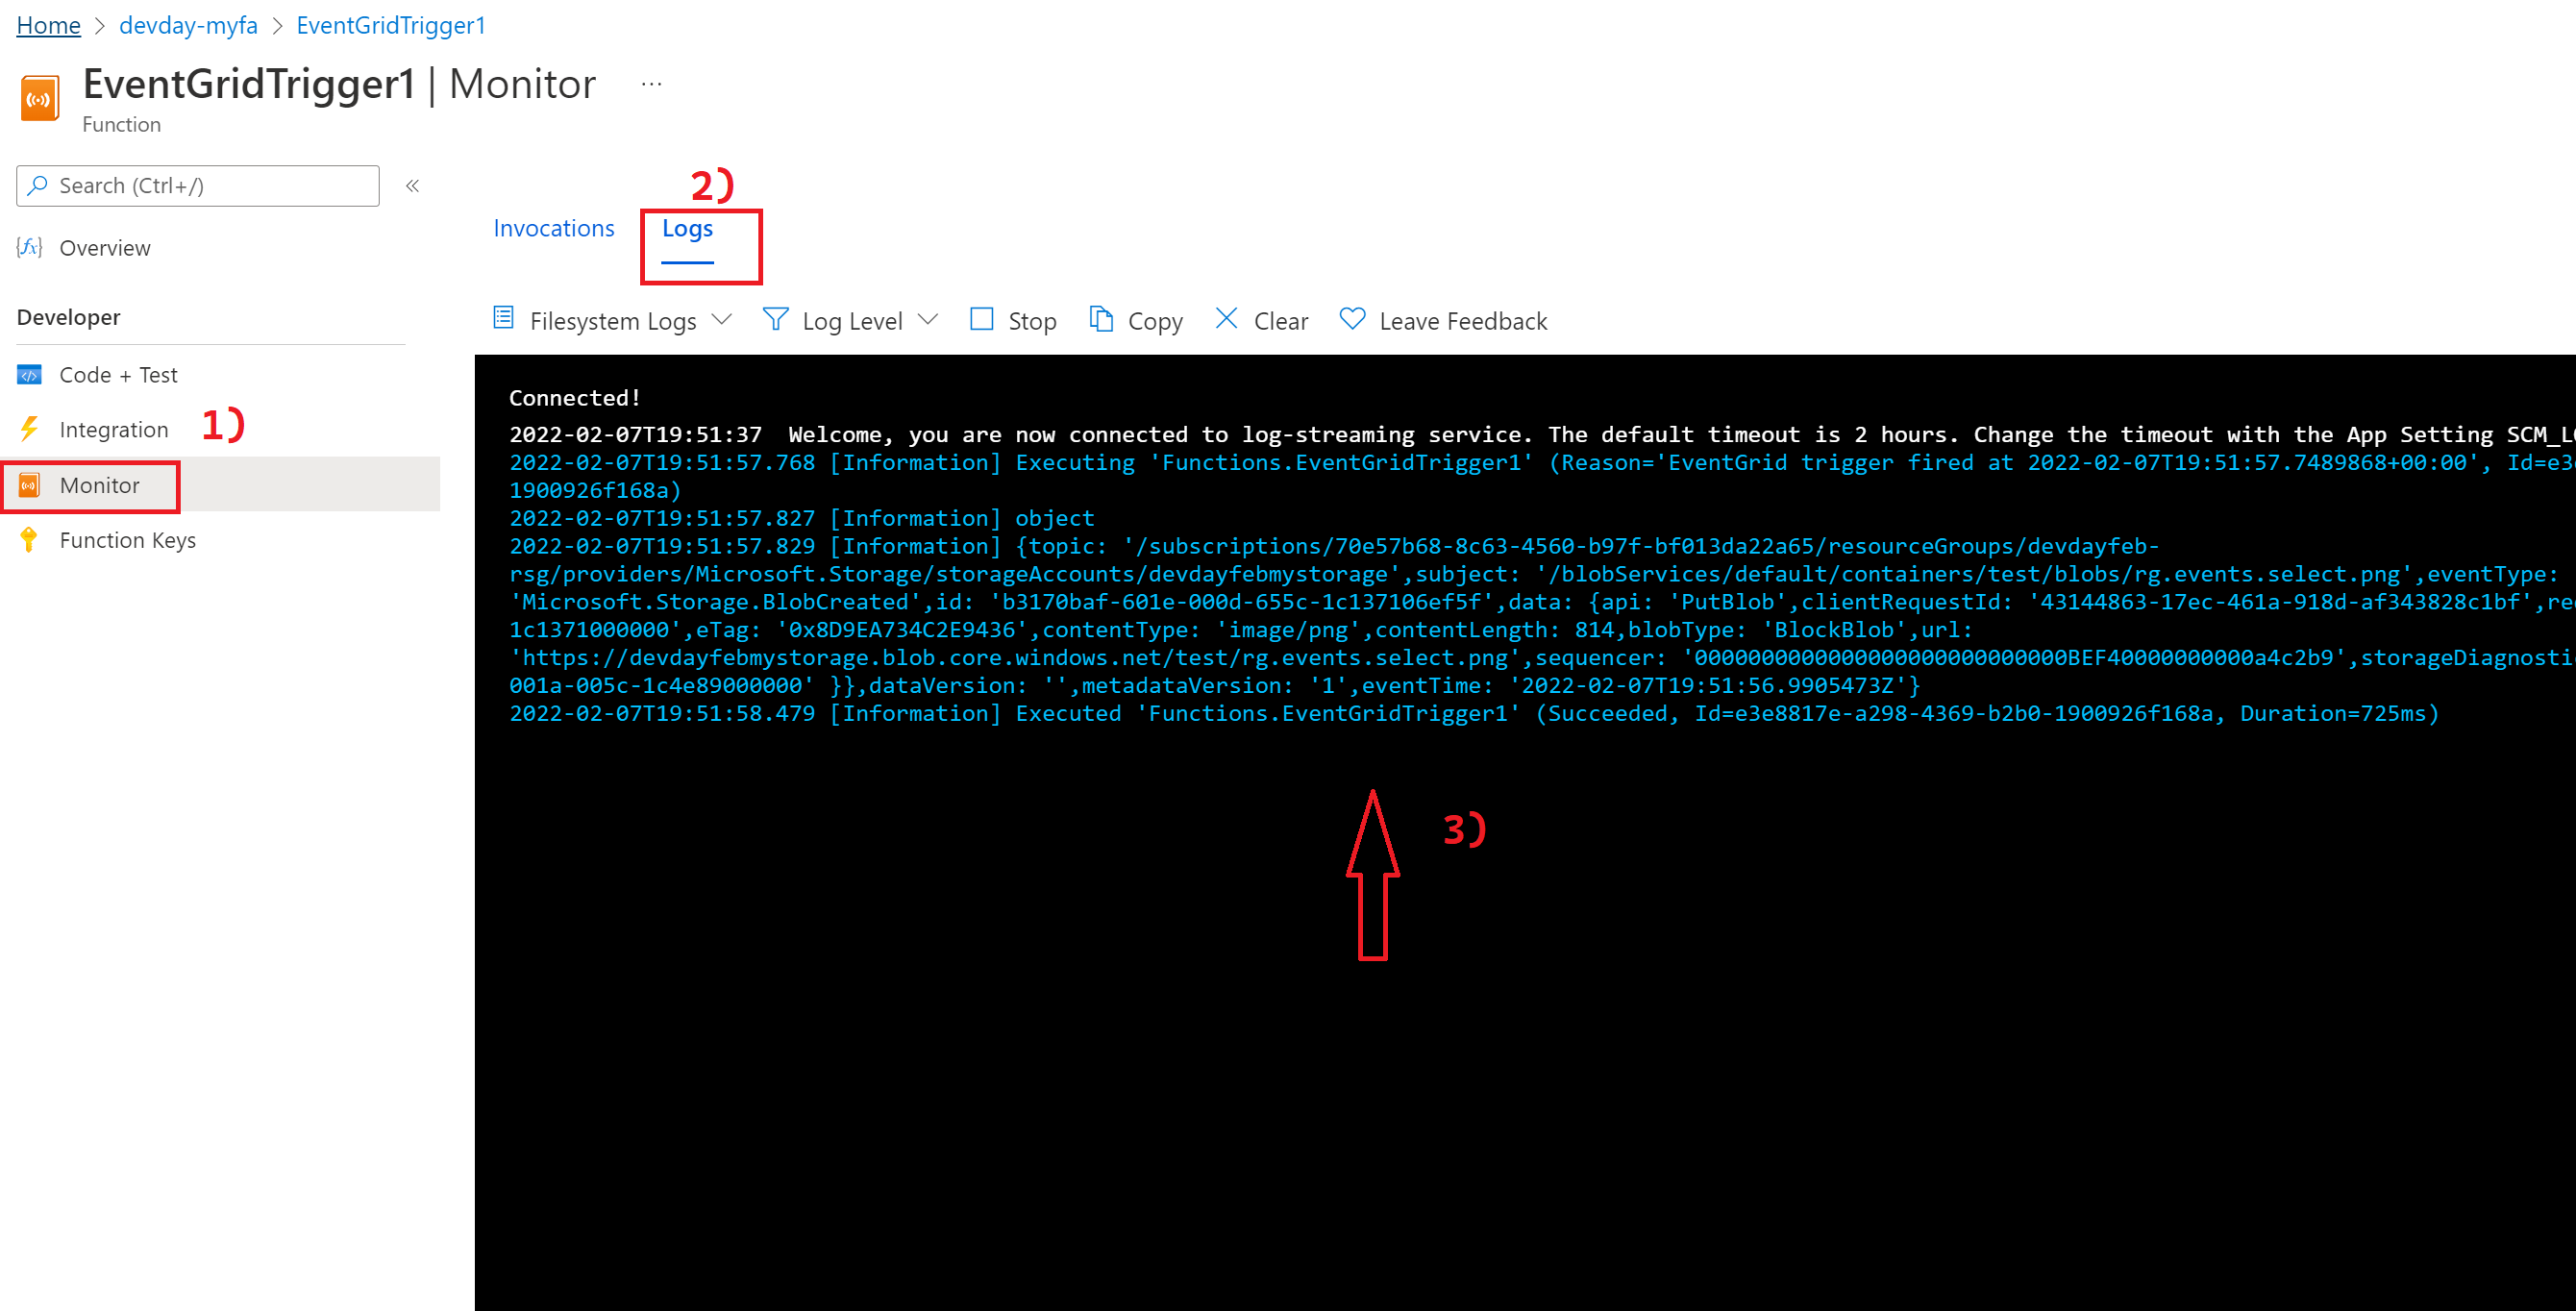 Home > devday-myfa > EventGridTrigger1
EventGridTrigger1 | Monitor ...
Function
Search (Ctrl+/)
«
Overview
Developer
Code + Test
Integration
1)
Monitor
Function Keys
2)
Invocations
Logs
Filesystem Logs
Log Level
Stop
Copy
Clear
Leave Feedback
Connected!
2022-02-07T19:51:37  Welcome, you are now connected to log-streaming service. The default timeout is 2 hours. Change the timeout with the App Setting
2022-02-07T19:51:57.768 [Information] Executing 'Functions.EventGridTrigger1' (Reason='EventGrid trigger fired at 2022-02-07T19:51:57.7489868+00:00', Id=e3
1900926f168a)
2022-02-07T19:51:57.827 [Information] object
2022-02-07T19:51:57.829 [Information] {topic: '/subscriptions/70e57b68-8c63-4560-b97f-bf013da22a65/resourceGroups/devdayfeb-
rsg/providers/Microsoft.Storage/storageAccounts/devdayfebmystorage',subject: '/blobServices/default/containers/test/blobs/rg.events.select.png',eventType:
'Microsoft.Storage.BlobCreated',id: 'b3170baf-601e-000d-655c-1c137106ef5f',data: {api: 'PutBlob',clientRequestId: '43144863-17ec-461a-918d-af343828c1bf',re
1c1371000000',eTag: '0x8D9EA734C2E9436',contentType: 'image/png',contentLength: 814,blobType: 'BlockBlob',url:
'https://devdayfebmystorage.blob.core.windows.net/test/rg.events.select.png',sequencer: '0000000000000000000000000000BEF40000000000a4c2b9',storageDiagnosti
001a-005c-1c4e89000000' }},dataVersion: '',metadataVersion: '1',eventTime: '2022-02-07T19:51:56.9905473Z'}
2022-02-07T19:51:58.479 [Information] Executed 'Functions.EventGridTrigger1' (Succeeded, Id=e3e8817e-a298-4369-b2b0-1900926f168a, Duration=725ms)
3)